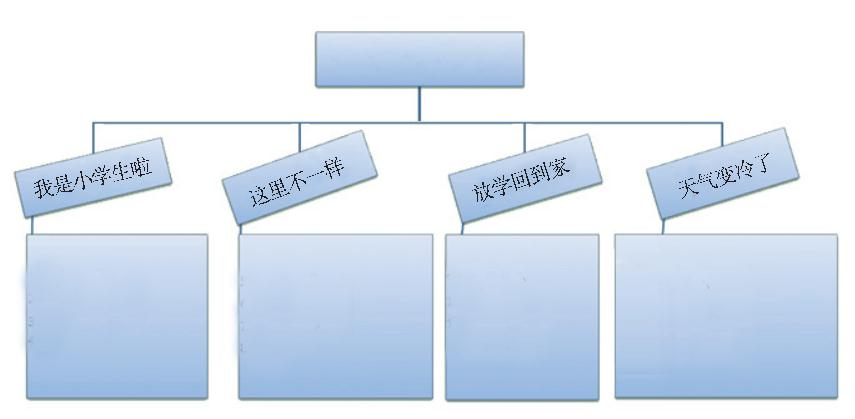 我是小学生啦
这里不一样
放学回到家
天气变冷了